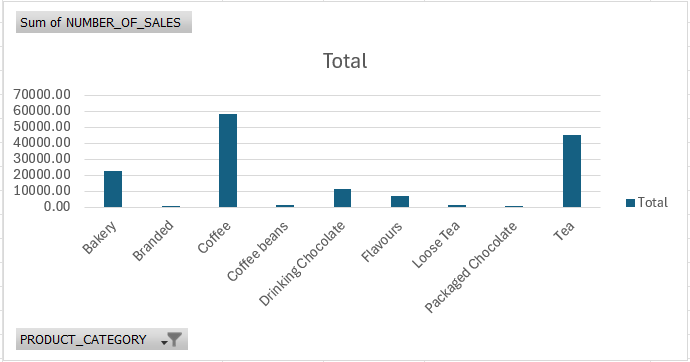 Sum of NUMBER_OF_SALES
Total
70000.00
60000.00
50000.00
40000.00
30000.00
20000.00
10000.00
0.00
Bakery
Branded
Coffee
Coffee beans
Drinking Chocolate
Flavours
Loose Tea
Packaged Chocolate
Tea
Total
PRODUCT_CATEGORY